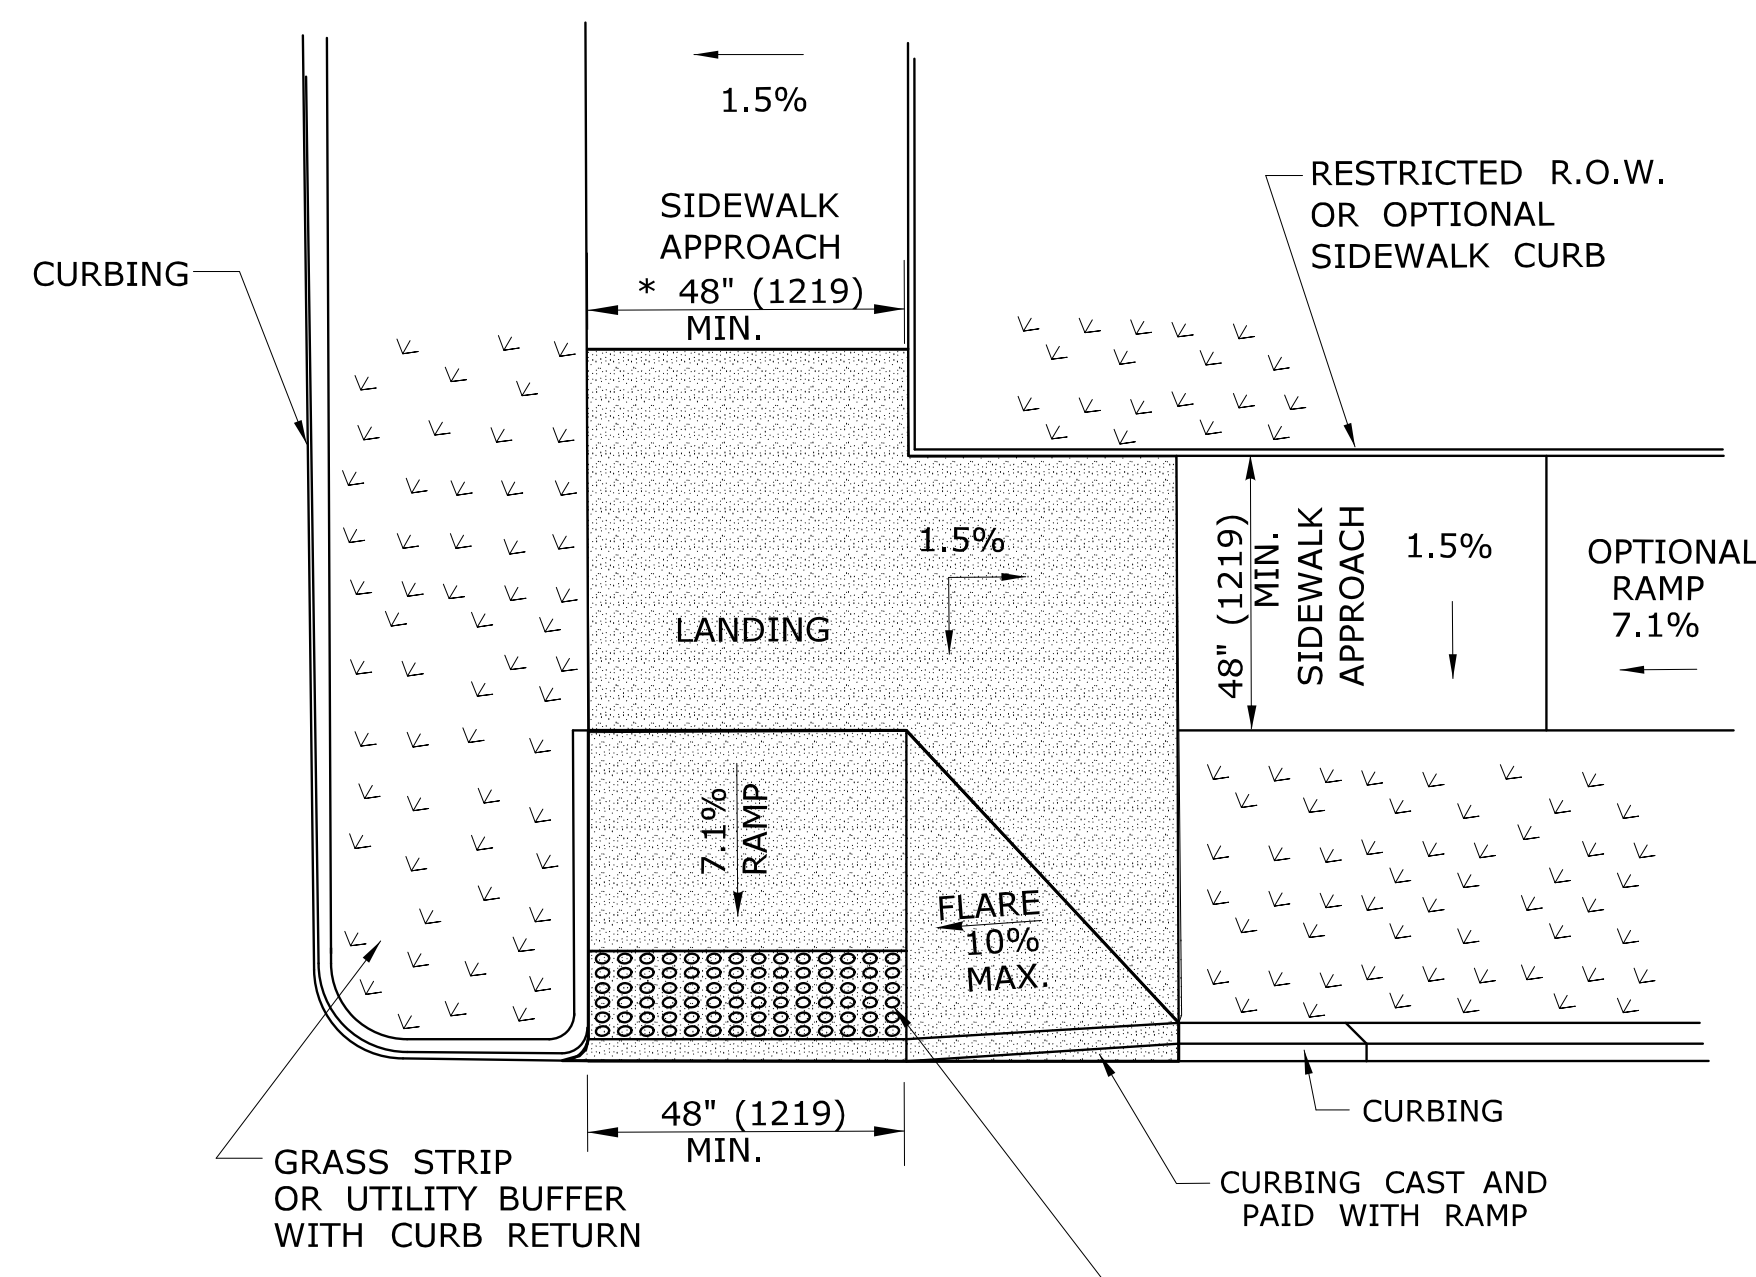 1.5%
SIDEWALK
APPROACH
* 48" (1219)
MIN.
RESTRICTED R.O.W.
OR OPTIONAL
SIDEWALK CURB
CURBING
1.5%
LANDING
48" (1219)
MIN.
SIDEWALK
APPROACH
1.5%
OPTIONAL
RAMP
7.1%
7.1%
RAMP
FLARE
10%
MAX.
48" (1219)
MIN.
CURBING
CURBING CAST AND
PAID WITH RAMP
GRASS STRIP
OR UTILITY BUFFER
WITH CURB RETURN